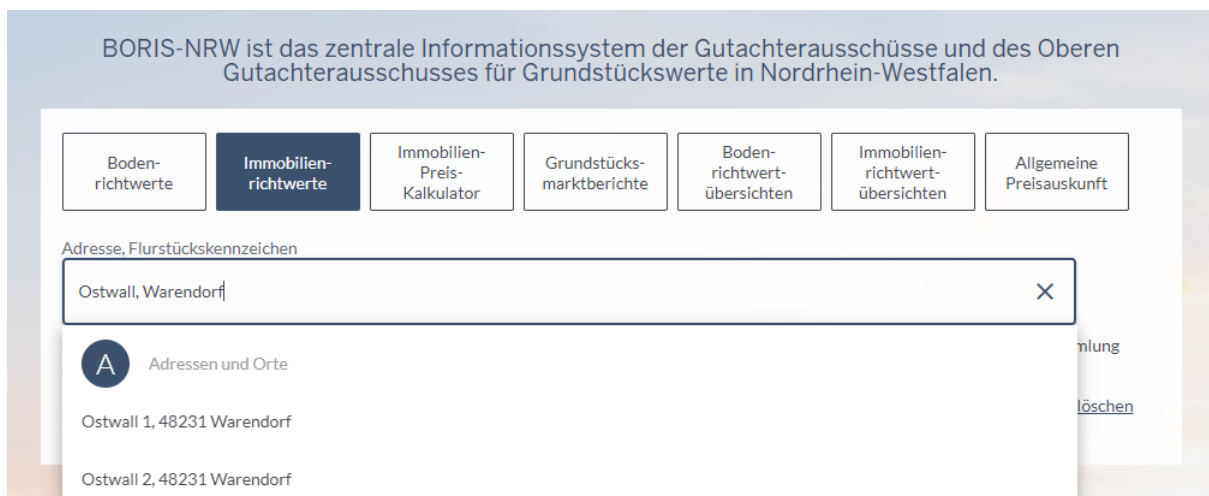 BORIS-NRW ist das zentrale Informationssystem der Gutachterausschüsse und des Oberen
Gutachterausschusses für Grundstückswerte in Nordrhein-Westfalen.
Boden-
richtwerte
Immobilien-
richtwerte
Immobilien-
Preis-
Kalkulator
Grundstücks-
marktberichte
Boden-
richtwert-
übersichten
Immobilien-
richtwert-
übersichten
Allgemeine
Preisauskunft
Adresse, Flurstückskennzeichen
Ostwall, Warendorf
A Adressen und Orte
mlung
Ostwall 1, 48231 Warendorf
löschen
Ostwall 2, 48231 Warendorf